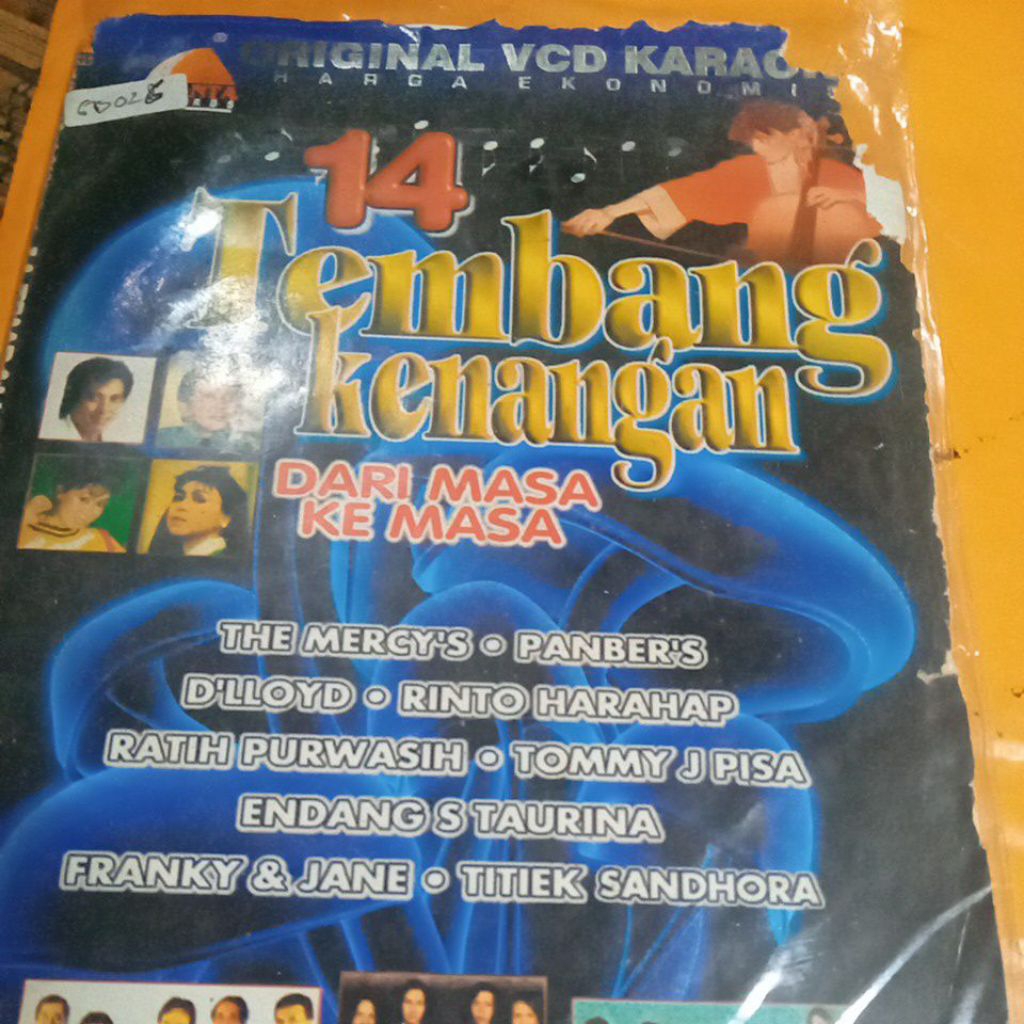 ORIGINAL VCD KARAOKE
HARGA EKONOMIS
CD028
14
Tembang
kenangan
DARI MASA
KE MASA
THE MERCY'S • PANBER'S
D'LLOYD • RINTO HARAHAP
RATIH PURWASIH • TOMMY J PISA
ENDANG S TAURINA
FRANKY & JANE • TITIEK SANDHORA